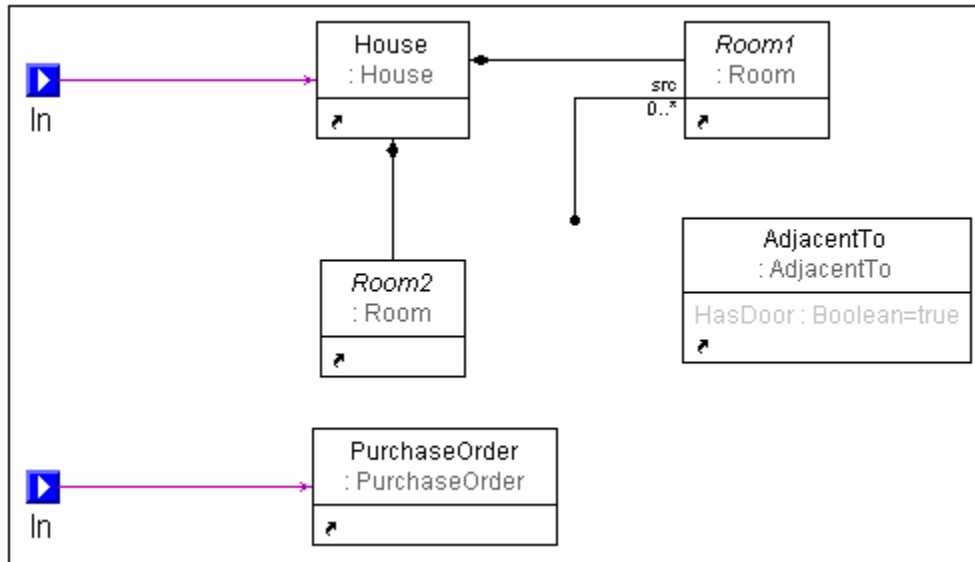 House
: House
Room1
: Room
src
0..*
In
AdjacentTo
: AdjacentTo
HasDoor : Boolean=true
Room2
: Room
PurchaseOrder
: PurchaseOrder
In